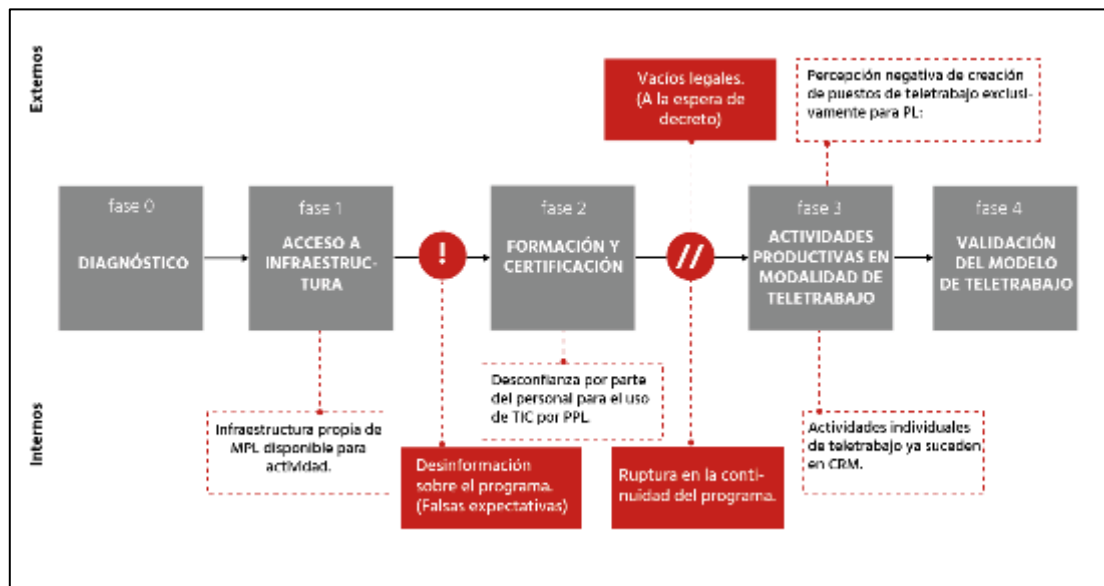 Externos
Internos
Vacíos legales.
(A la espera de
decreto)
Percepción negativa de creación
de puestos de teletrabajo exclusi-
vamente para PL:
fase 0
DIAGNÓSTICO
fase 1
ACCESO A
INFRAESTRUC-
TURA
!
fase 2
FORMACIÓN Y
CERTIFICACIÓN
//
fase 3
ACTIVIDADES
PRODUCTIVAS EN
MODALIDAD DE
TELETRABAJO
fase 4
VALIDACIÓN
DEL MODELO
DE TELETRABAJO
Infraestructura propia de
MPL disponible para
actividad.
Desinformación
sobre el programa.
(Falsas expectativas)
Desconfianza por parte
del personal para el uso
de TIC por PPL.
Ruptura en la conti-
nuidad del programa.
Actividades individuales
de teletrabajo ya suceden
en CRM.